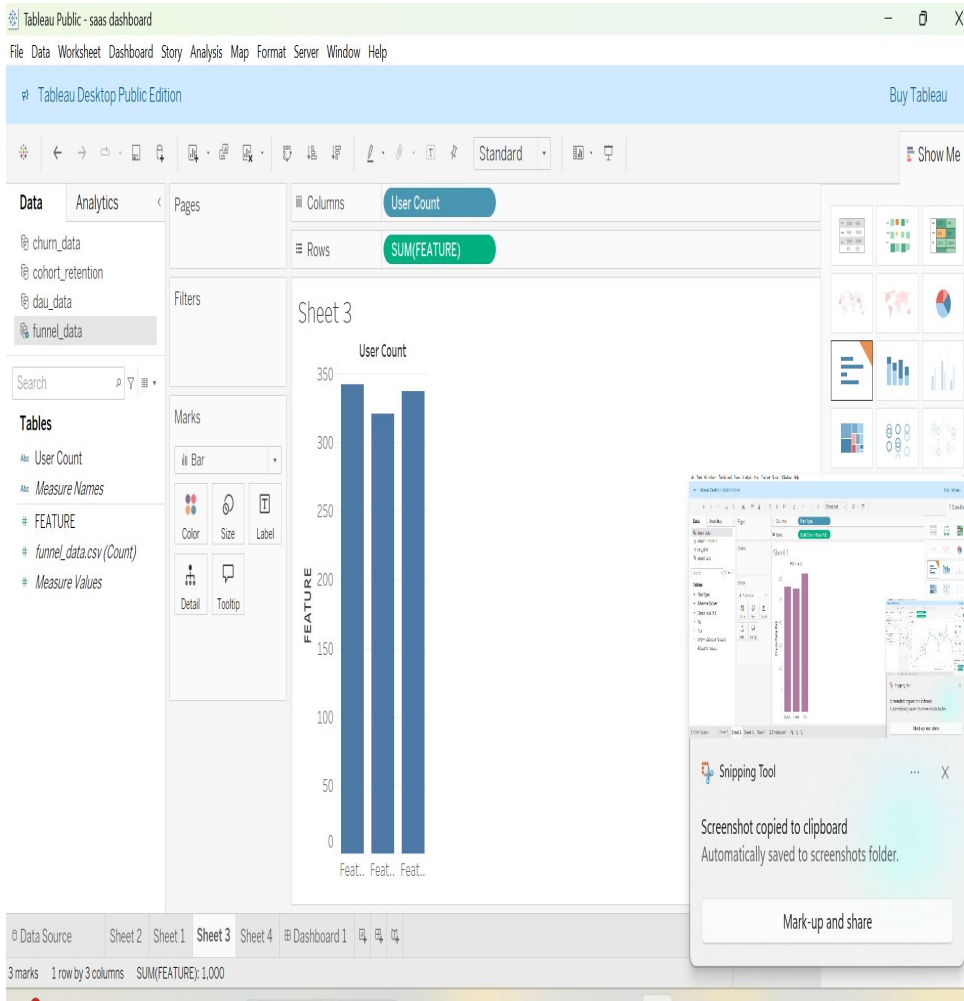 Tableau Public - saas dashboard
File Data Worksheet Dashboard Story Analysis Map Format Server Window Help
Tableau Desktop Public Edition Buy Tableau
Standard Show Me
Data Analytics Pages Columns User Count
Rows SUM(FEATURE)
churn_data
cohort_retention
dau_data
funnel_data
Filters
Sheet 3
User Count
Search
Tables
Abc User Count
Abc Measure Names
# FEATURE
# funnel_data.csv (Count)
# Measure Values
Marks
Bar
Color Size Label
Detail Tooltip
FEATURE
350
300
250
200
150
100
50
0
Feat.. Feat.. Feat..
Sheet 1
Snipping Tool
Screenshot copied to clipboard
Automatically saved to screenshots folder.
Mark-up and share
Data Source Sheet 2 Sheet 1 Sheet 3 Sheet 4 Dashboard 1
3 marks 1 row by 3 columns SUM(FEATURE): 1,000